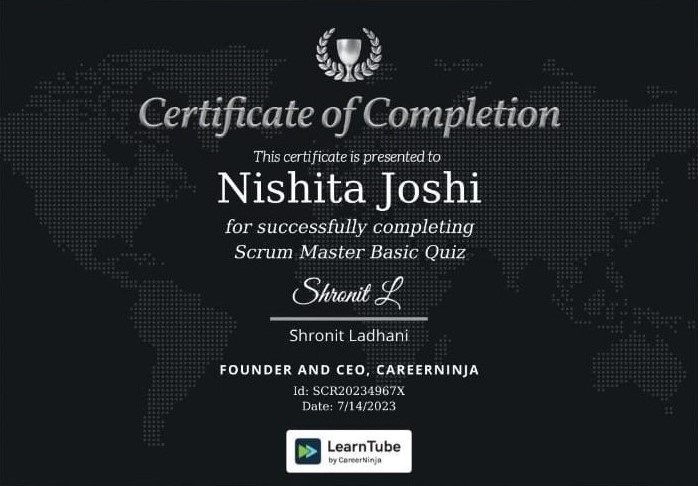 Certificate of Completion
This certificate is presented to
Nishita Joshi
for successfully completing
Scrum Master Basic Quiz
Shronit L
Shronit Ladhani
FOUNDER AND CEO, CAREERNINJA
Id: SCR20234967X
Date: 7/14/2023
LearnTube
by CareerNinja